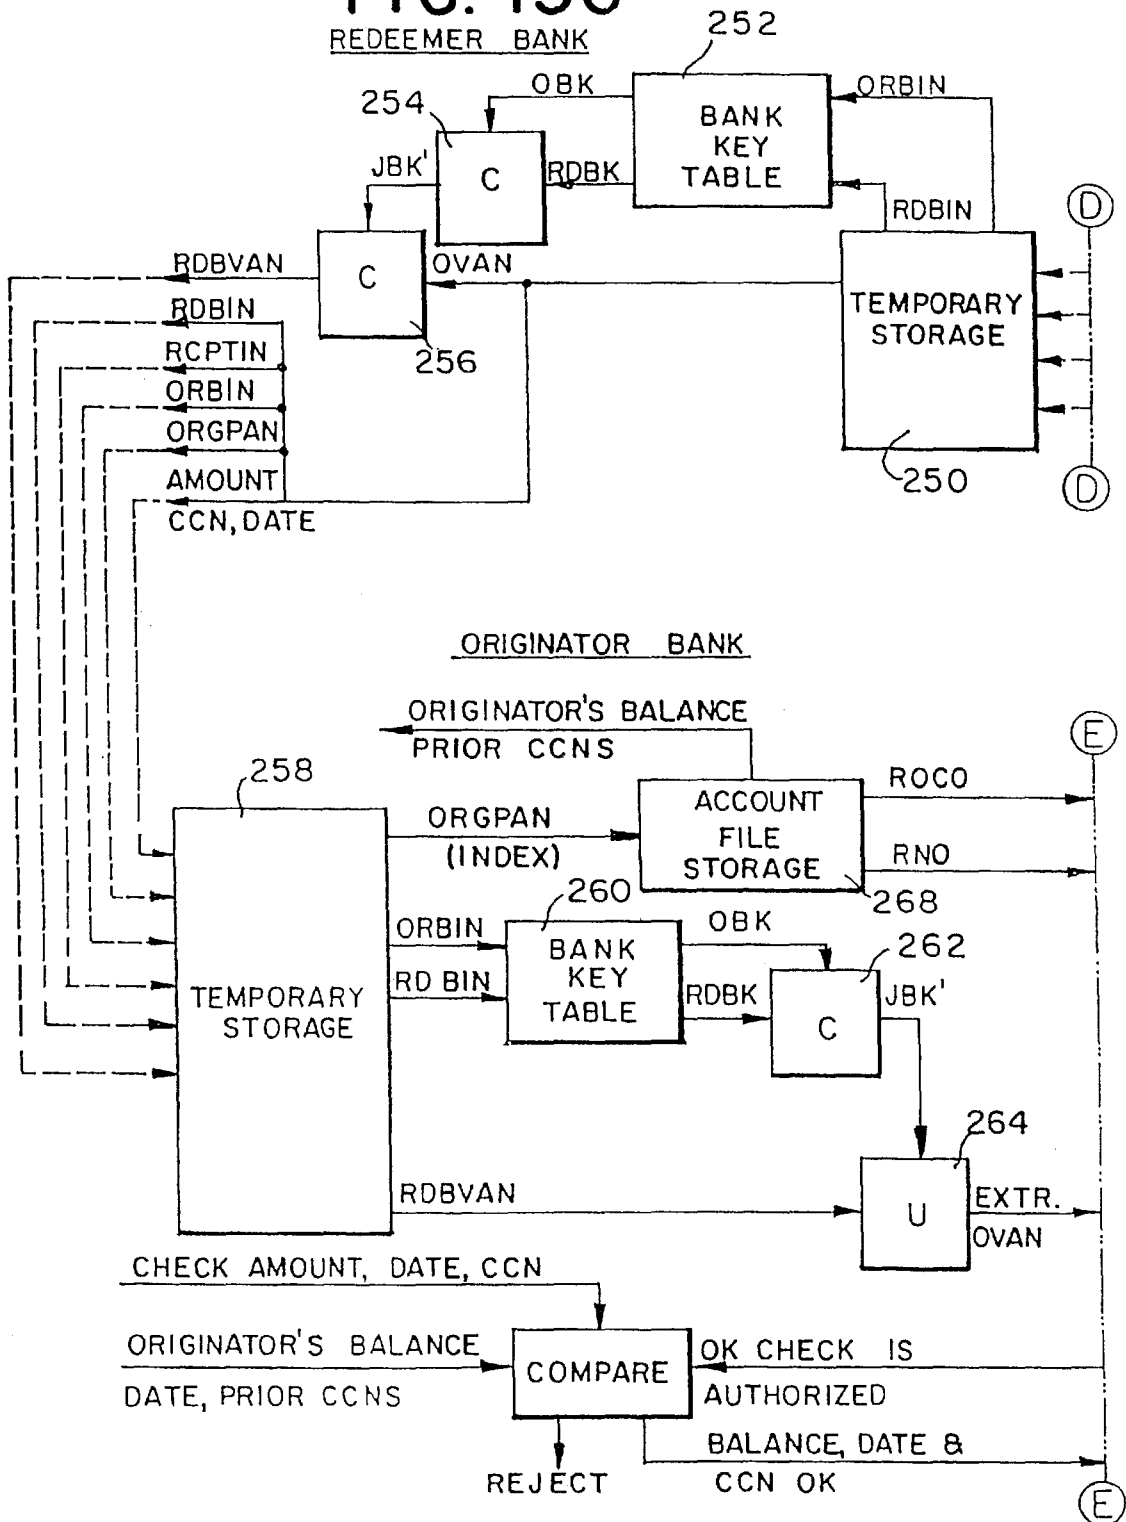 REDEEMER BANK
252
254
OBK
BANK
KEY
TABLE
ORBIN
JBK'
C
RDBK
RDBIN
D
RDBVAN
C
OVAN
TEMPORARY
STORAGE
RDBIN
RCPTIN
256
ORBIN
ORGPAN
AMOUNT
CCN, DATE
250
D
ORIGINATOR BANK
ORIGINATOR'S BALANCE
PRIOR CCNS
E
258
ORGPAN
(INDEX)
ACCOUNT
FILE
STORAGE
ROCO
RNO
268
260
ORBIN
RD BIN
BANK
KEY
TABLE
OBK
RDBK
262
C
JBK'
TEMPORARY
STORAGE
264
RDBVAN
U
EXTR.
OVAN
CHECK AMOUNT, DATE, CCN
ORIGINATOR'S BALANCE
DATE, PRIOR CCNS
COMPARE
OK CHECK IS
AUTHORIZED
BALANCE, DATE &
CCN OK
REJECT
E